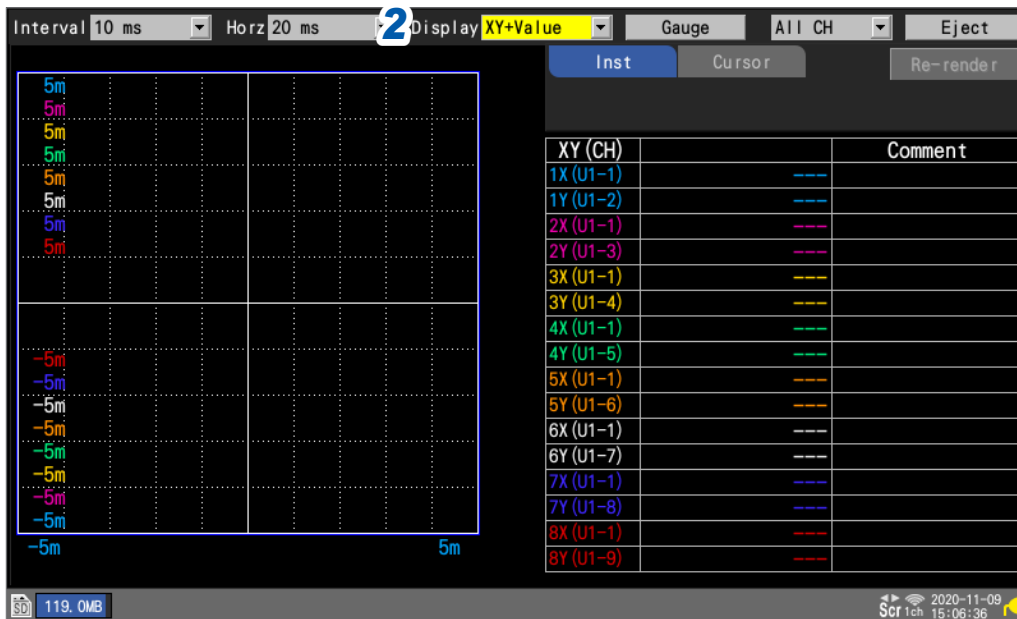 Interval 10 ms Horz 20 ms 2 Display XY+Value Gauge All CH Eject
Inst Cursor Re-render
5m
5m
5m
5m
5m
5m
5m
5m
-5m
-5m
-5m
-5m
-5m
-5m
-5m
-5m
-5m 5m
XY(CH) Comment
1X(U1-1) ---
1Y(U1-2) ---
2X(U1-1) ---
2Y(U1-3) ---
3X(U1-1) ---
3Y(U1-4) ---
4X(U1-1) ---
4Y(U1-5) ---
5X(U1-1) ---
5Y(U1-6) ---
6X(U1-1) ---
6Y(U1-7) ---
7X(U1-1) ---
7Y(U1-8) ---
8X(U1-1) ---
8Y(U1-9) ---
SD 119.0MB Scr 1ch 2020-11-09
15:06:36